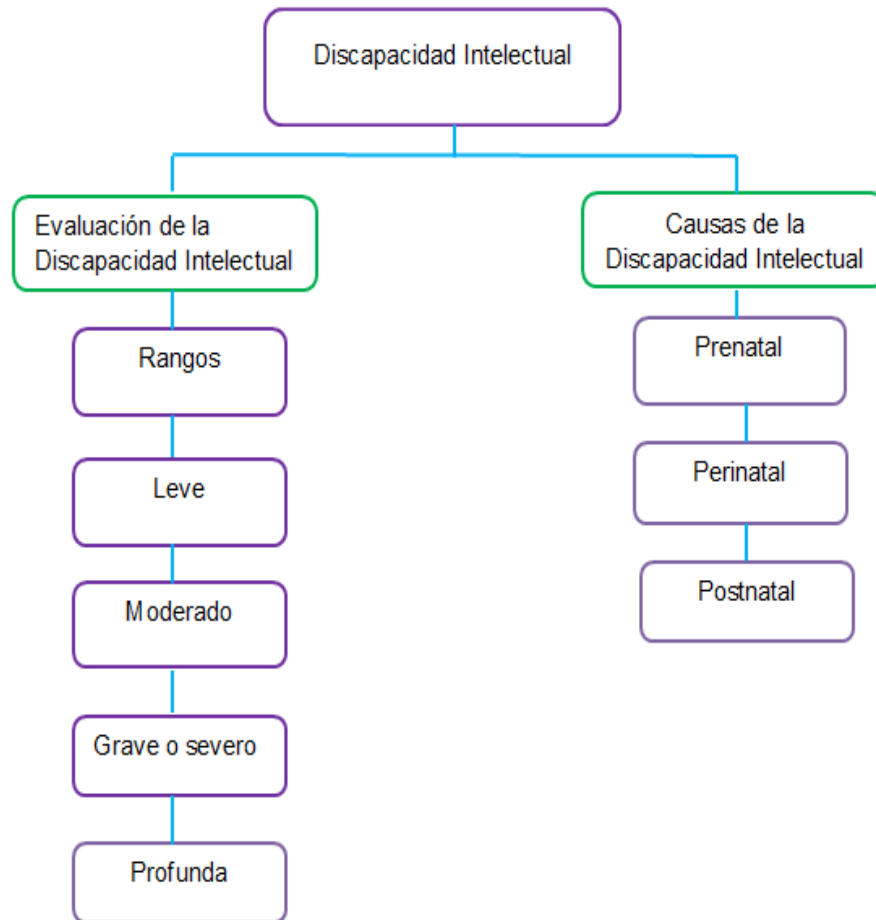 Discapacidad Intelectual
Evaluación de la
Discapacidad Intelectual
Rangos
Leve
Moderado
Grave o severo
Profunda
Causas de la
Discapacidad Intelectual
Prenatal
Perinatal
Postnatal